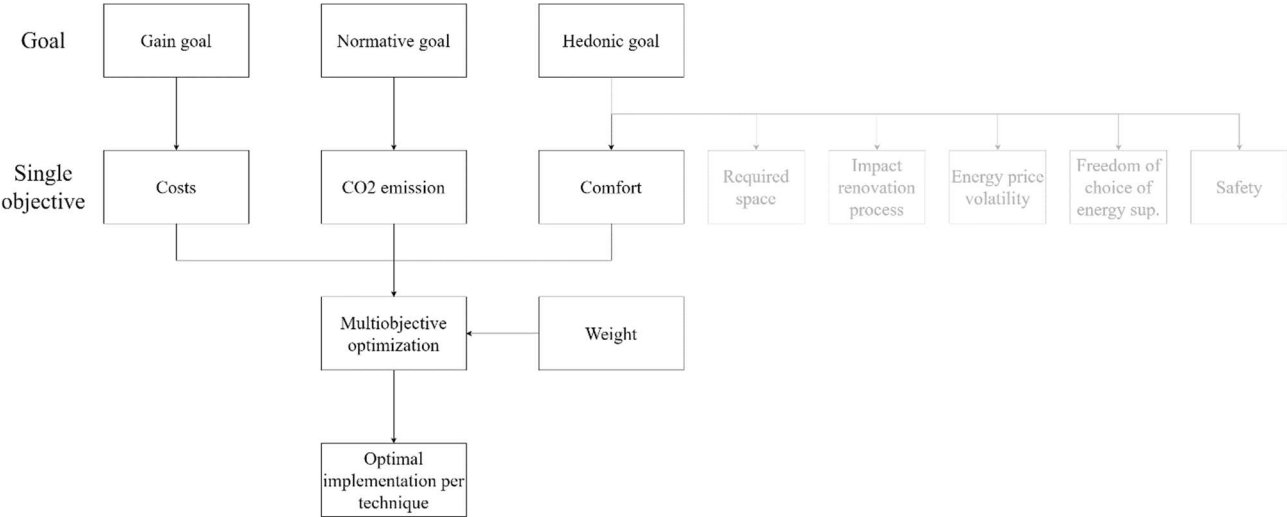 Goal
Gain goal
Normative goal
Hedonic goal
Single
objective
Costs
CO2 emission
Comfort
Required
space
Impact
renovation
process
Energy price
volatility
Freedom of
choice of
energy sup.
Safety
Multiobjective
optimization
Weight
Optimal
implementation per
technique